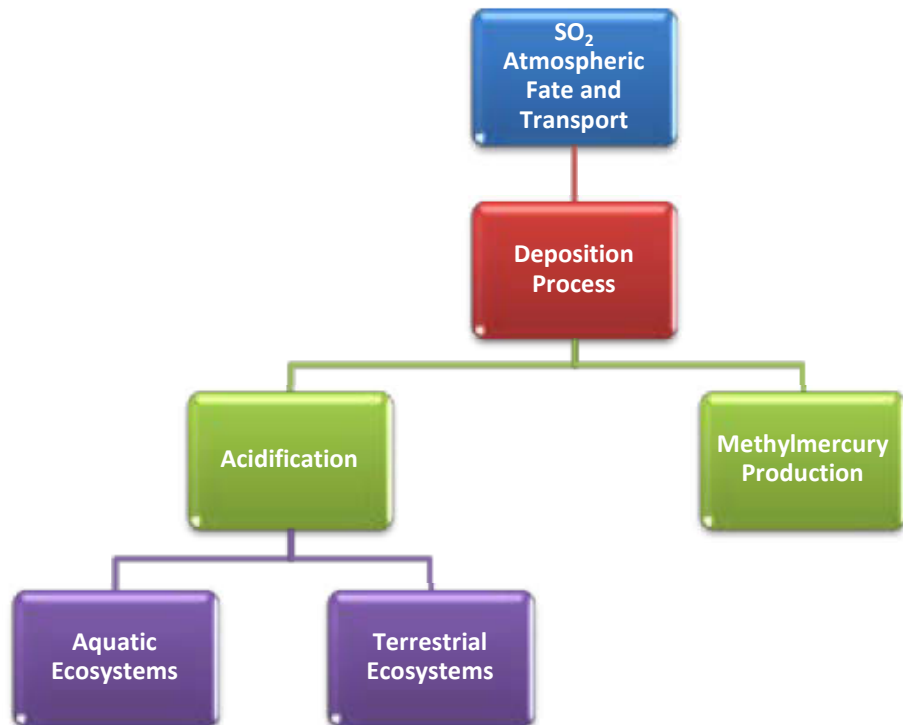 SO₂
Atmospheric
Fate and
Transport
Deposition
Process
Acidification
Methylmercury
Production
Aquatic
Ecosystems
Terrestrial
Ecosystems